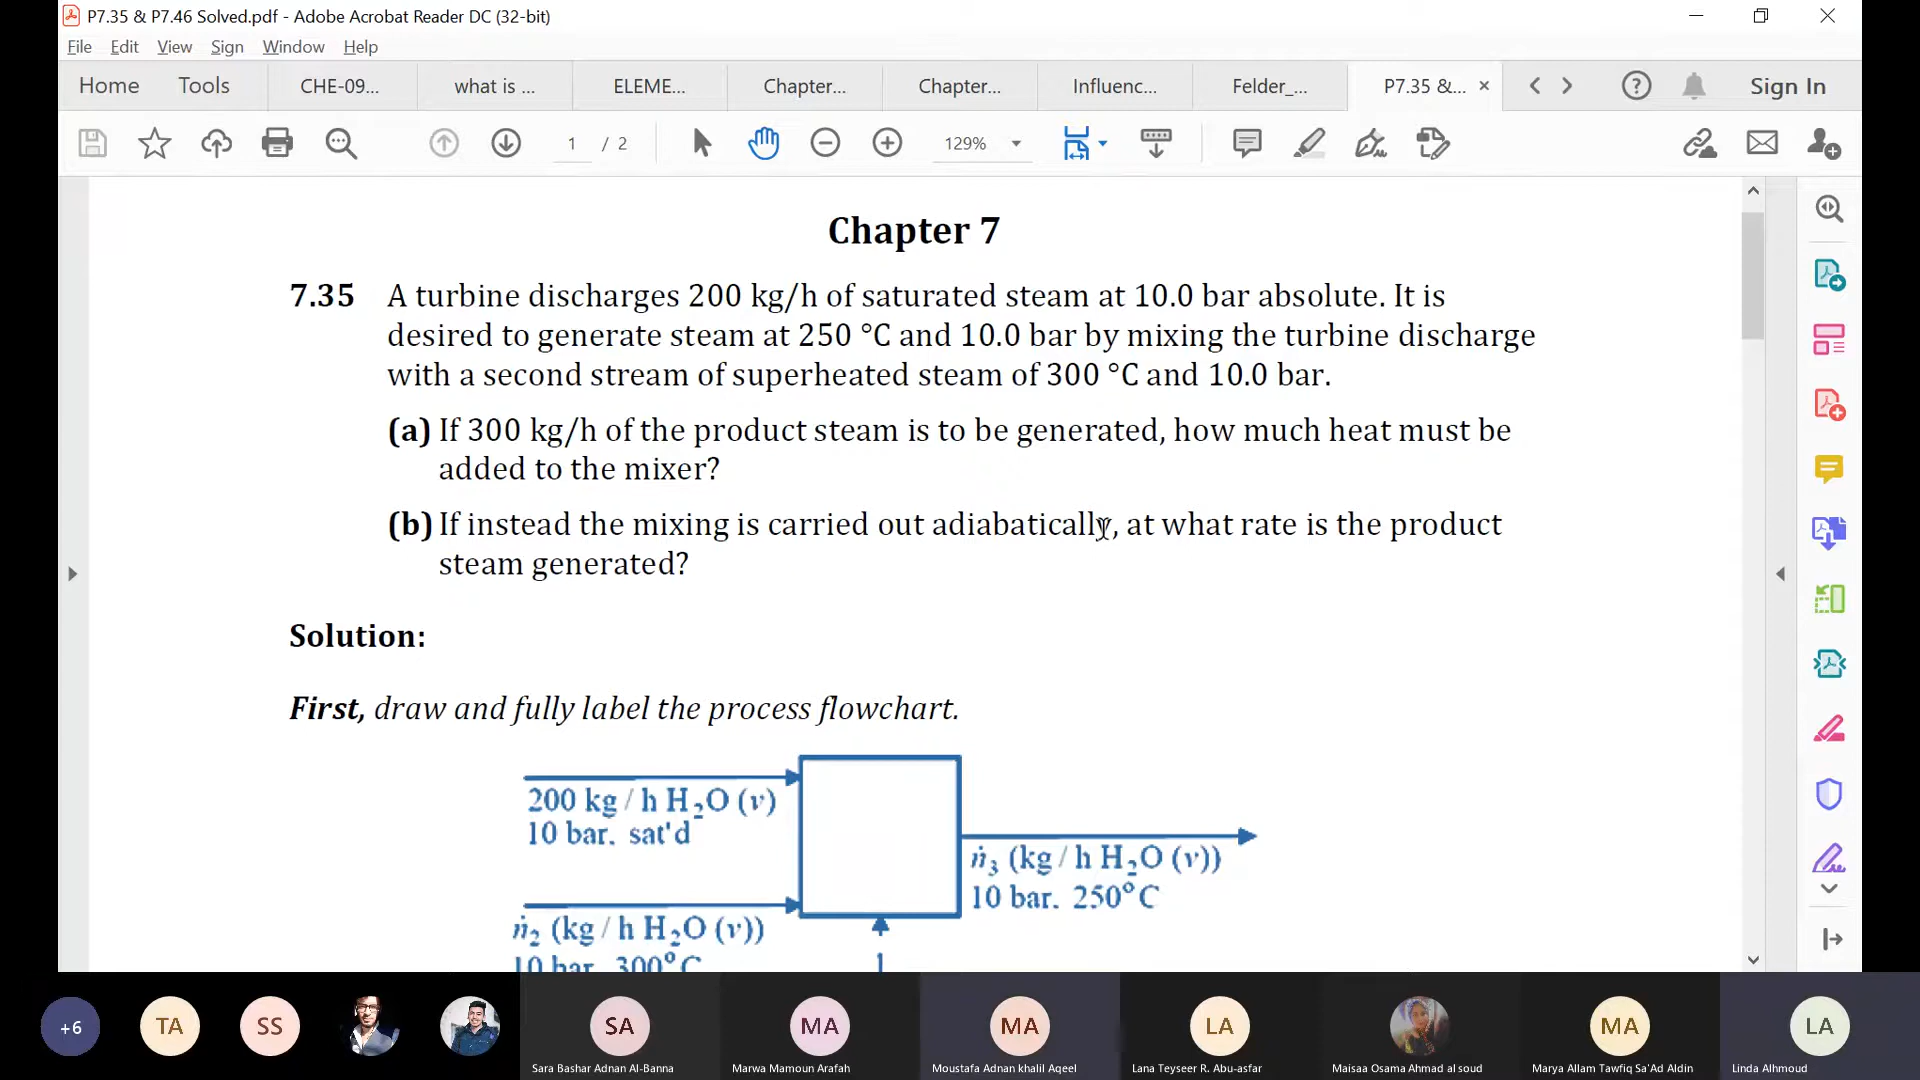 P7.35 & P7.46 Solved.pdf - Adobe Acrobat Reader DC (32-bit)
File Edit View Sign Window Help
Home Tools CHE-09... what is ... ELEME... Chapter... Chapter... Influenc... Felder_... P7.35 &... Sign In
1 / 2 129%
Chapter 7
7.35 A turbine discharges 200 kg/h of saturated steam at 10.0 bar absolute. It is
desired to generate steam at 250 °C and 10.0 bar by mixing the turbine discharge
with a second stream of superheated steam of 300 °C and 10.0 bar.
(a) If 300 kg/h of the product steam is to be generated, how much heat must be
added to the mixer?
(b) If instead the mixing is carried out adiabatically, at what rate is the product
steam generated?
Solution:
First, draw and fully label the process flowchart.
200 kg / h H₂O (v)
10 bar. sat'd
ṅ₃ (kg / h H₂O (v))
10 bar. 250°C
ṅ₂ (kg / h H₂O (v))
10 bar. 300°C
+6 TA SS SA MA MA LA MA LA
Sara Bashar Adnan Al-Banna Marwa Mamoun Arafah Moustafa Adnan khalil Aqeel Lana Teyseer R. Abu-asfar Maisaa Osama Ahmad al soud Marya Allam Tawfiq Sa'Ad Aldin Linda Alhmoud